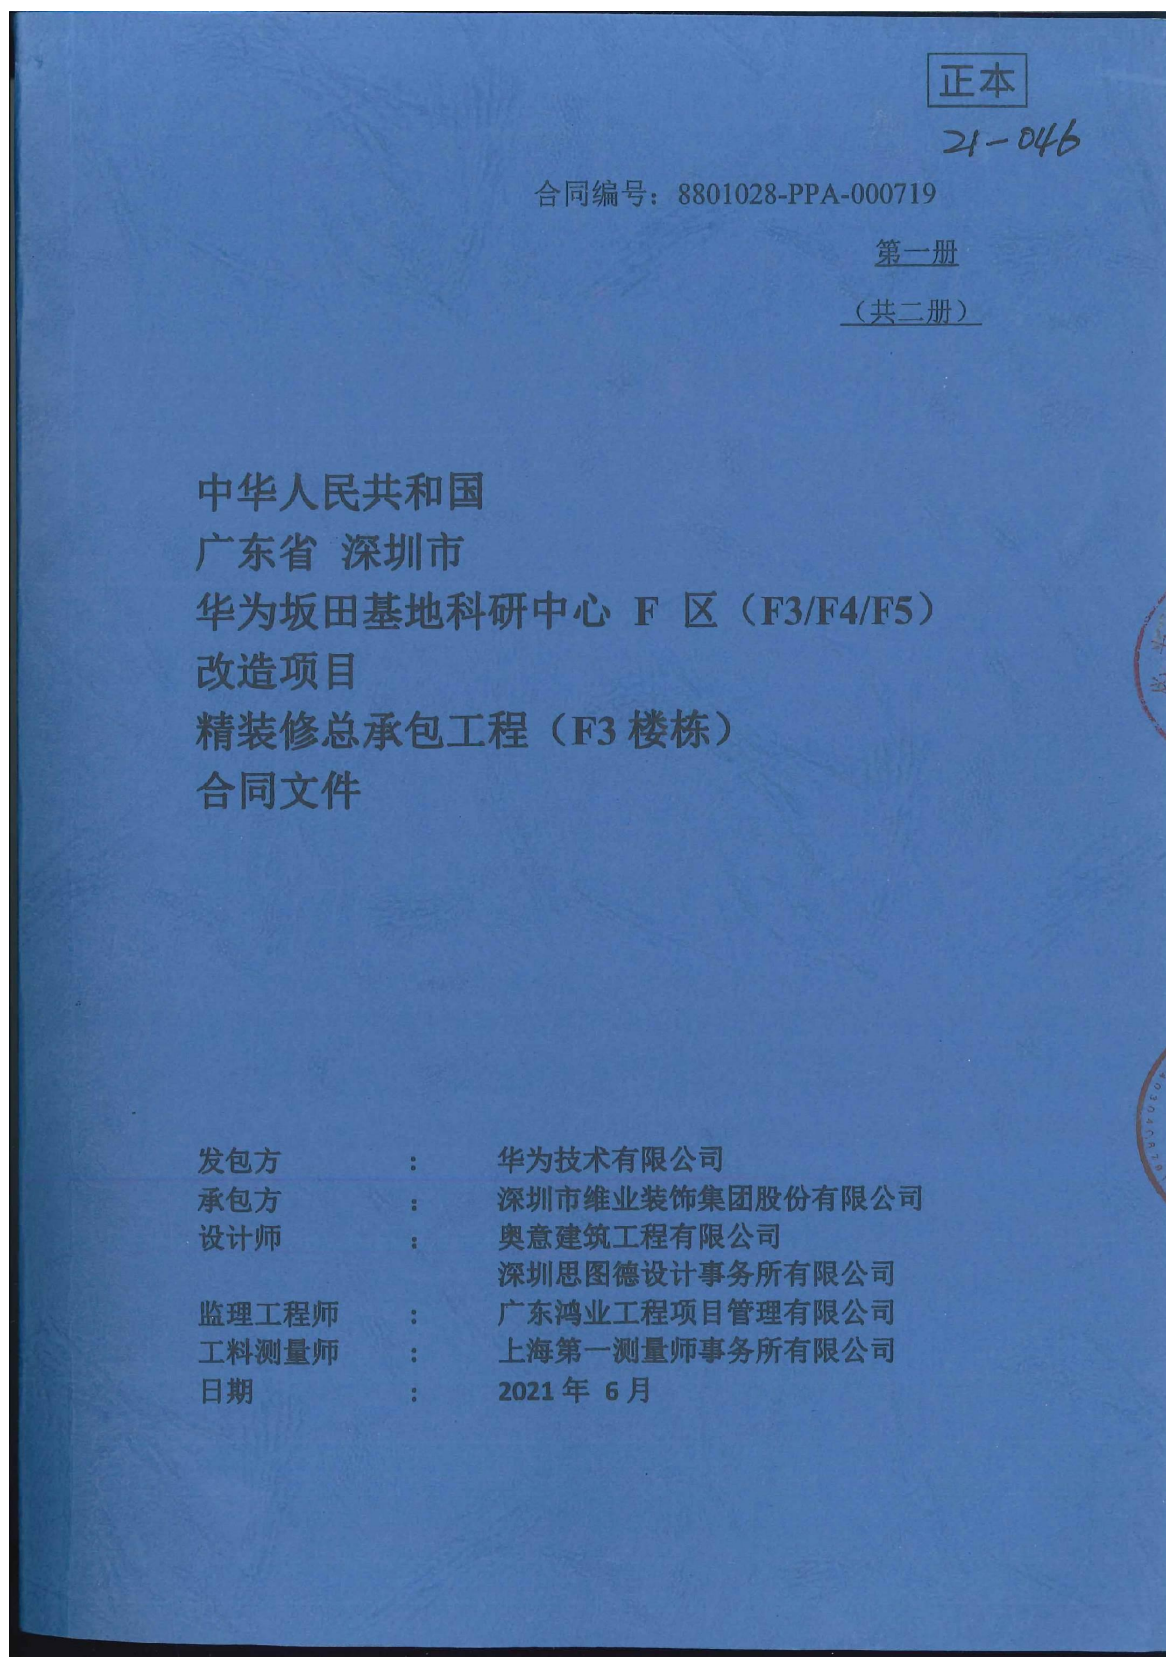 正本
21-046
合同编号：8801028-PPA-000719
第一册
（共二册）
中华人民共和国
广东省 深圳市
华为坂田基地科研中心 F 区（F3/F4/F5）
改造项目
精装修总承包工程（F3 楼栋）
合同文件
发包方 : 华为技术有限公司
承包方 : 深圳市维业装饰集团股份有限公司
设计师 : 奥意建筑工程有限公司
深圳思图德设计事务所有限公司
监理工程师 : 广东鸿业工程项目管理有限公司
工料测量师 : 上海第一测量师事务所有限公司
日期 : 2021 年 6 月